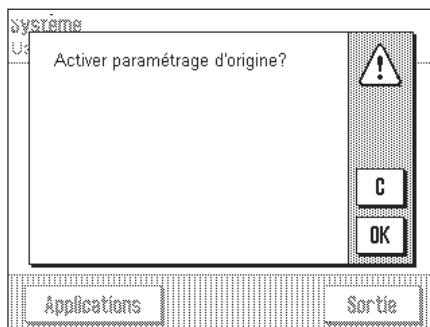 Système
Activer paramétrage d'origine?
C
OK
Applications
Sortie